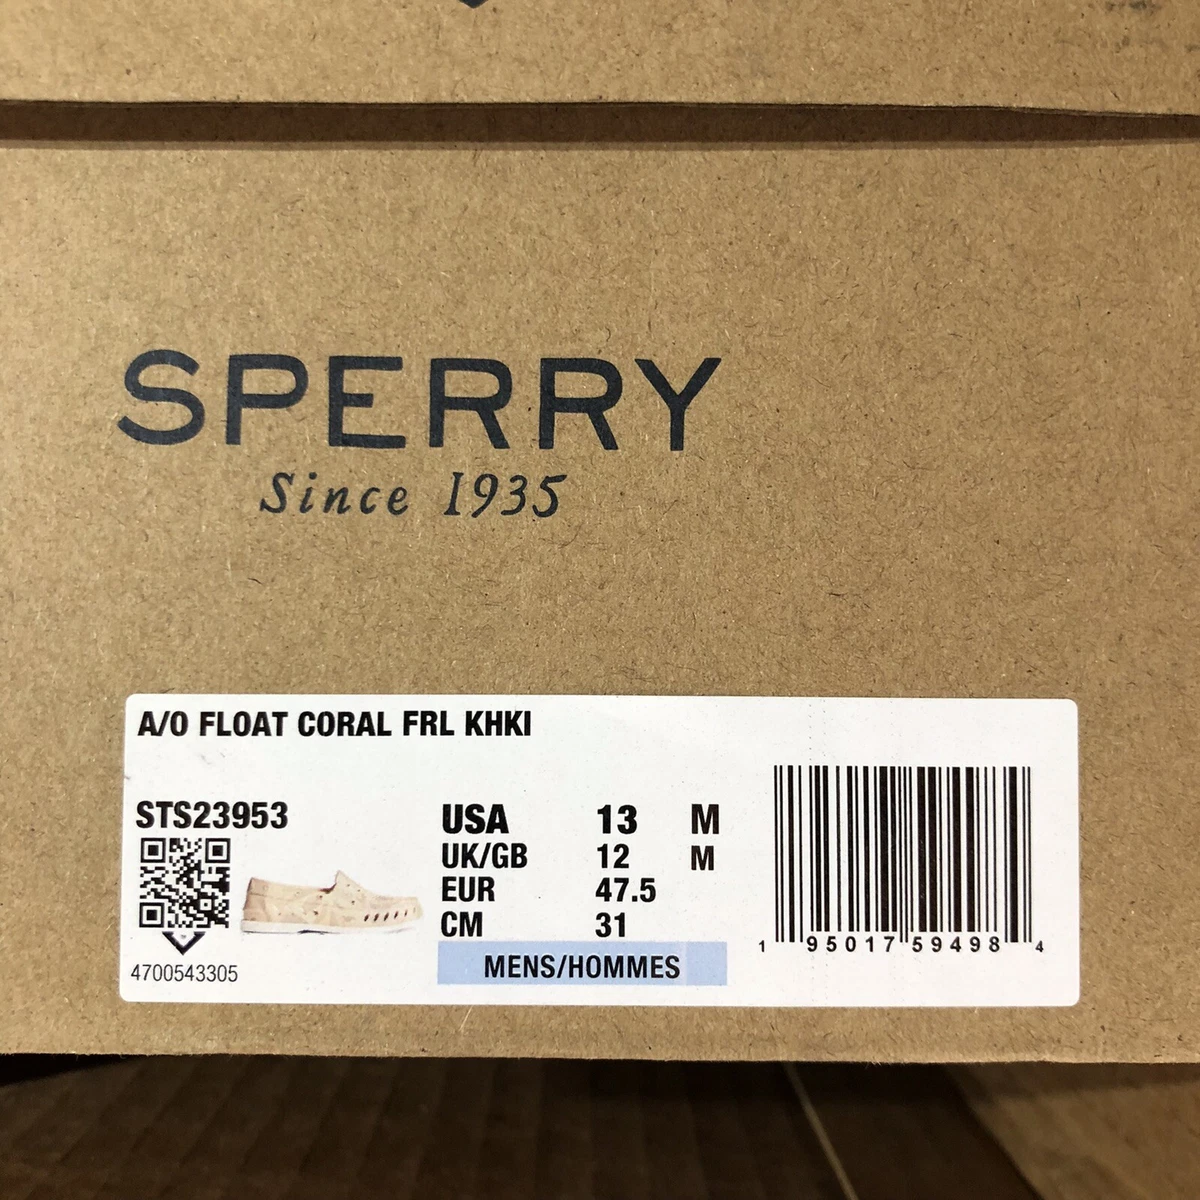 SPERRY
Since 1935
A/O FLOAT CORAL FRL KHKI
STS23953
4700543305
USA 13 M
UK/GB 12 M
EUR 47.5
CM 31
MENS/HOMMES
1 95017 59498 4